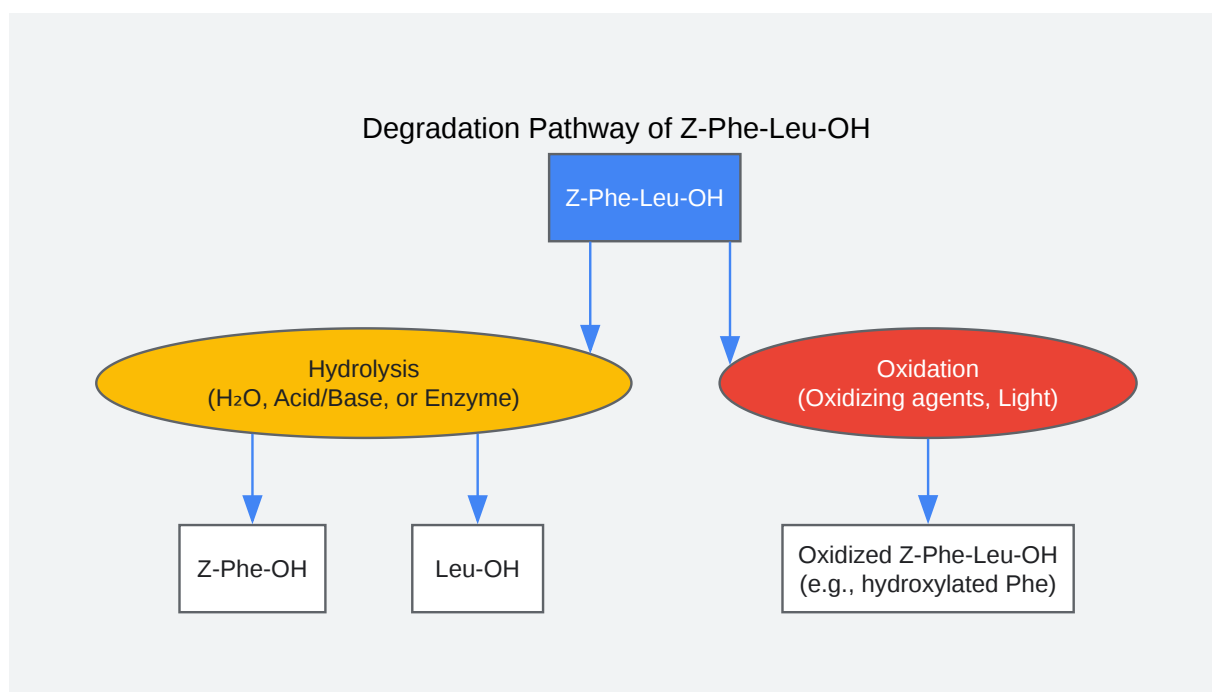 Degradation Pathway of Z-Phe-Leu-OH
Z-Phe-Leu-OH
Hydrolysis
(H₂O, Acid/Base, or Enzyme)
Oxidation
(Oxidizing agents, Light)
Z-Phe-OH
Leu-OH
Oxidized Z-Phe-Leu-OH
(e.g., hydroxylated Phe)